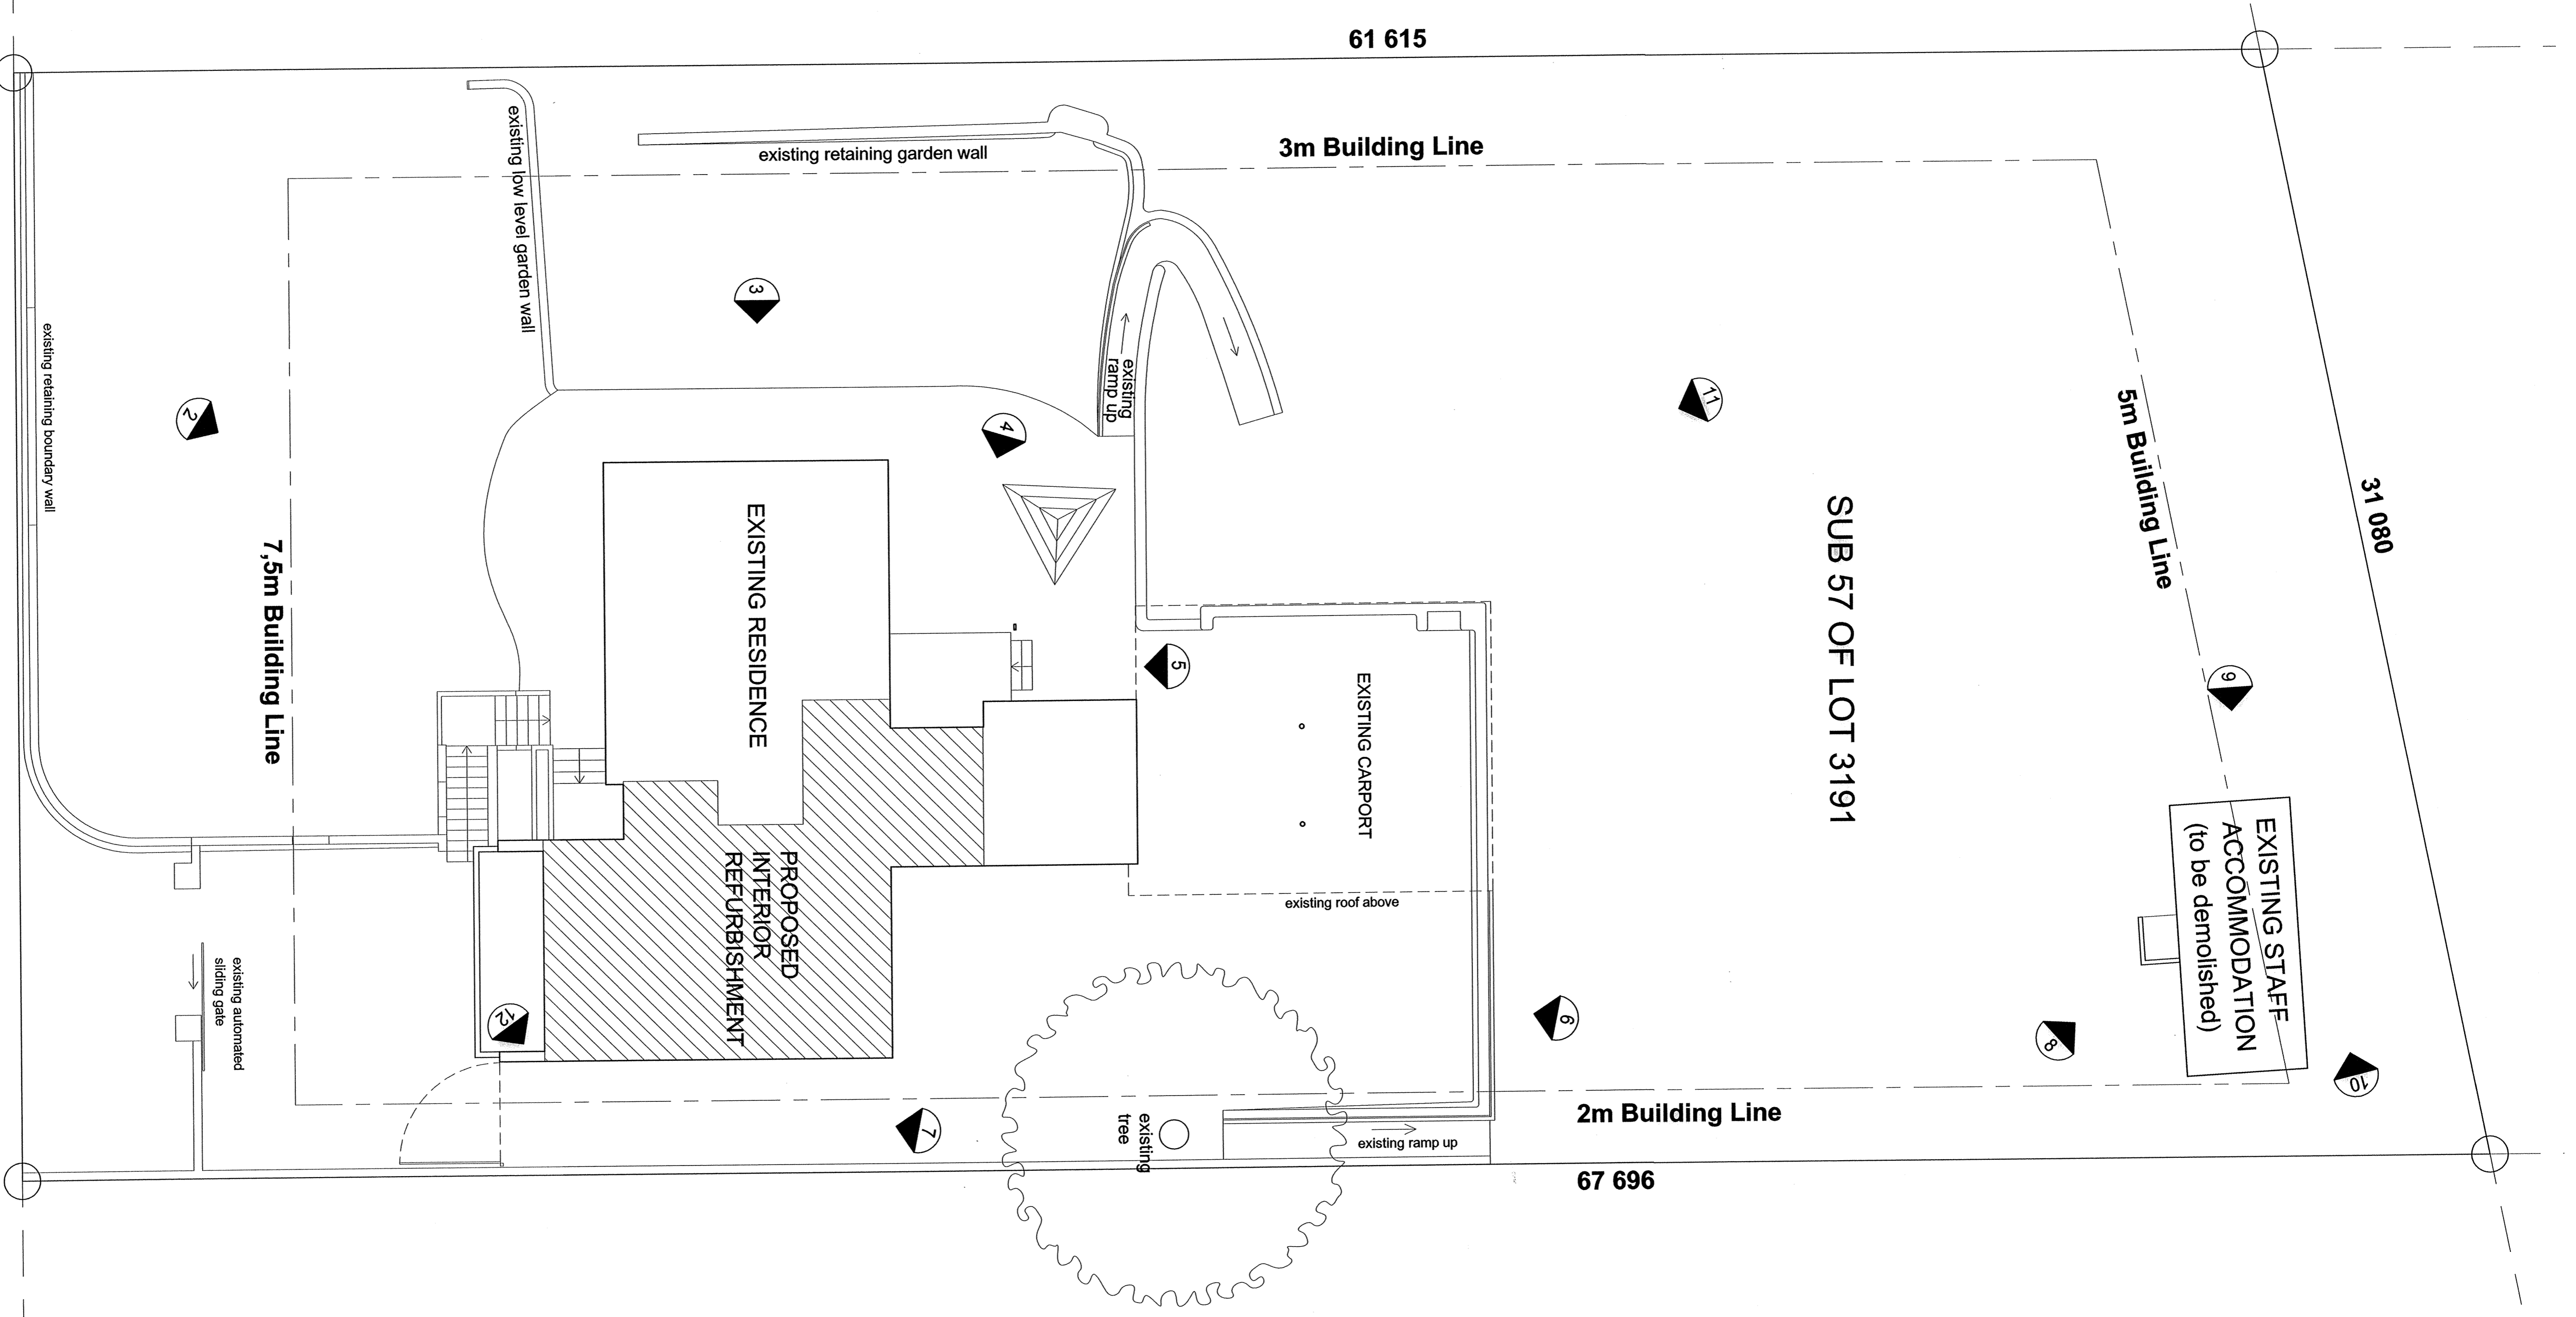 61 615
existing retaining garden wall
3m Building Line
existing low level garden wall
3
existing retaining boundary wall
2
existing
ramp up
4
11
5m Building Line
31 080
EXISTING RESIDENCE
SUB 57 OF LOT 3191
7,5m Building Line
5
EXISTING CARPORT
9
EXISTING STAFF
ACCOMMODATION
(to be demolished)
PROPOSED
INTERIOR
REFURBISHMENT
existing roof above
existing automated
sliding gate
12
6
8
10
7
existing
tree
2m Building Line
existing ramp up
67 696